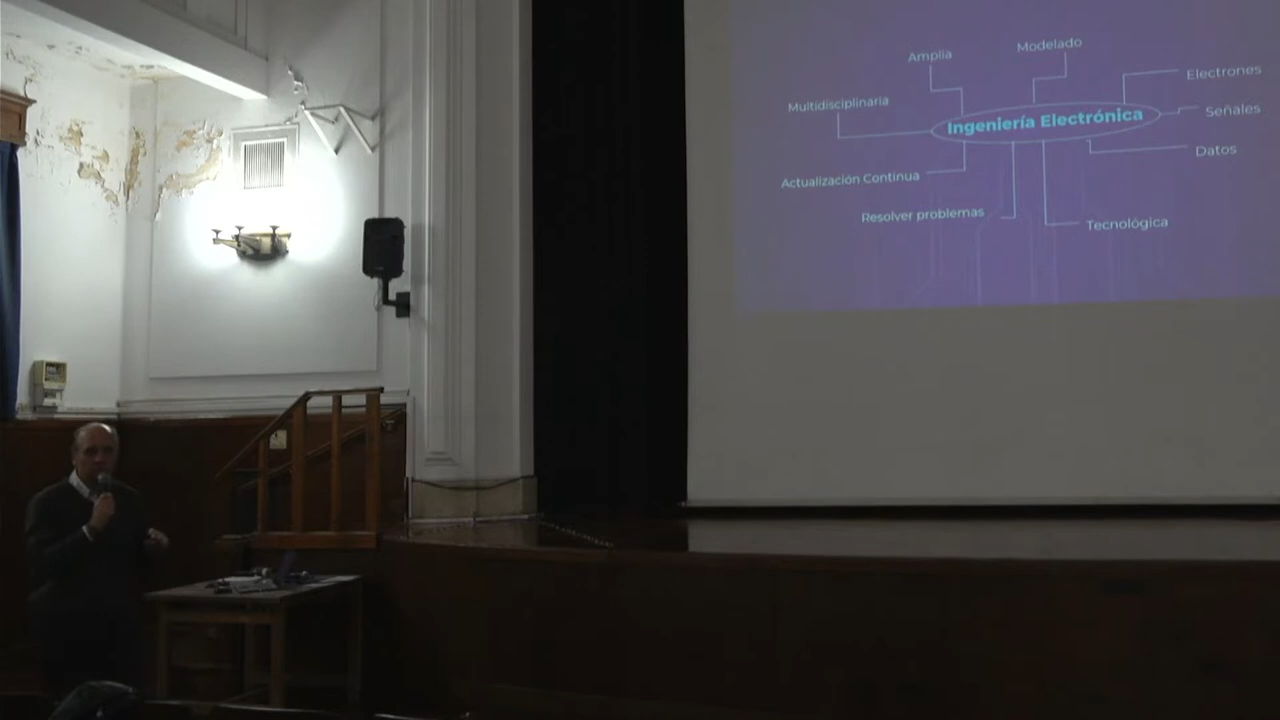 Amplia
Modelado
Electrones
Multidisciplinaria
Señales
Ingeniería Electrónica
Datos
Actualización Continua
Resolver problemas
Tecnológica